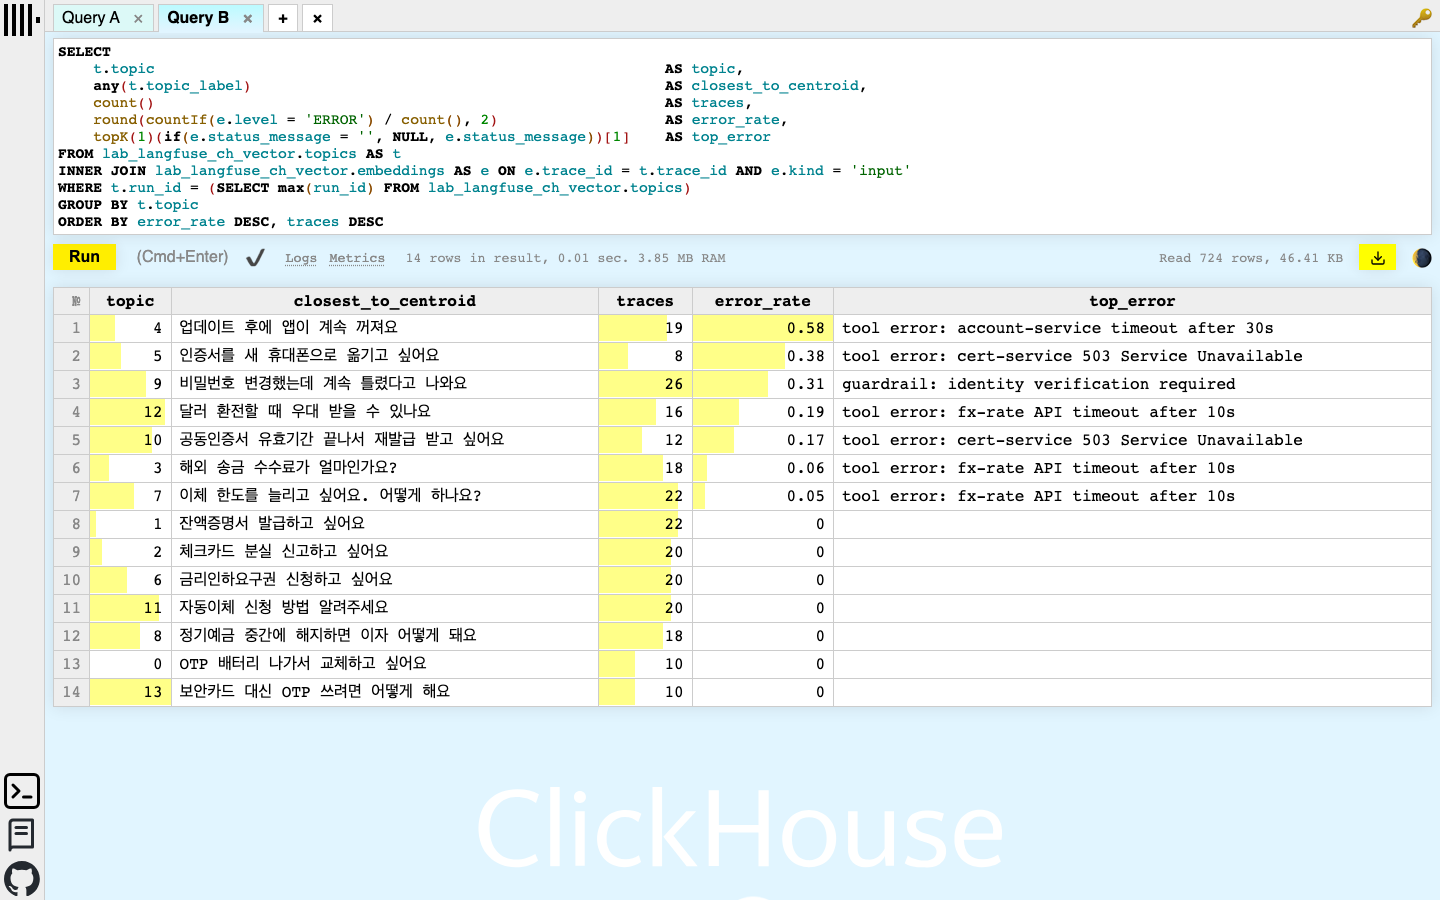 Query A × Query B × + ×
SELECT
t.topic AS topic,
any(t.topic_label) AS closest_to_centroid,
count() AS traces,
round(countIf(e.level = 'ERROR') / count(), 2) AS error_rate,
topK(1)(if(e.status_message = '', NULL, e.status_message))[1] AS top_error
FROM lab_langfuse_ch_vector.topics AS t
INNER JOIN lab_langfuse_ch_vector.embeddings AS e ON e.trace_id = t.trace_id AND e.kind = 'input'
WHERE t.run_id = (SELECT max(run_id) FROM lab_langfuse_ch_vector.topics)
GROUP BY t.topic
ORDER BY error_rate DESC, traces DESC
Run (Cmd+Enter) ✔ Logs Metrics 14 rows in result, 0.01 sec. 3.85 MB RAM Read 724 rows, 46.41 KB
№ topic closest_to_centroid traces error_rate top_error
1 4 업데이트 후에 앱이 계속 꺼져요 19 0.58 tool error: account-service timeout after 30s
2 5 인증서를 새 휴대폰으로 옮기고 싶어요 8 0.38 tool error: cert-service 503 Service Unavailable
3 9 비밀번호 변경했는데 계속 틀렸다고 나와요 26 0.31 guardrail: identity verification required
4 12 달러 환전할 때 우대 받을 수 있나요 16 0.19 tool error: fx-rate API timeout after 10s
5 10 공동인증서 유효기간 끝나서 재발급 받고 싶어요 12 0.17 tool error: cert-service 503 Service Unavailable
6 3 해외 송금 수수료가 얼마인가요? 18 0.06 tool error: fx-rate API timeout after 10s
7 7 이체 한도를 늘리고 싶어요. 어떻게 하나요? 22 0.05 tool error: fx-rate API timeout after 10s
8 1 잔액증명서 발급하고 싶어요 22 0
9 2 체크카드 분실 신고하고 싶어요 20 0
10 6 금리인하요구권 신청하고 싶어요 20 0
11 11 자동이체 신청 방법 알려주세요 20 0
12 8 정기예금 중간에 해지하면 이자 어떻게 돼요 18 0
13 0 OTP 배터리 나가서 교체하고 싶어요 10 0
14 13 보안카드 대신 OTP 쓰려면 어떻게 해요 10 0
ClickHouse